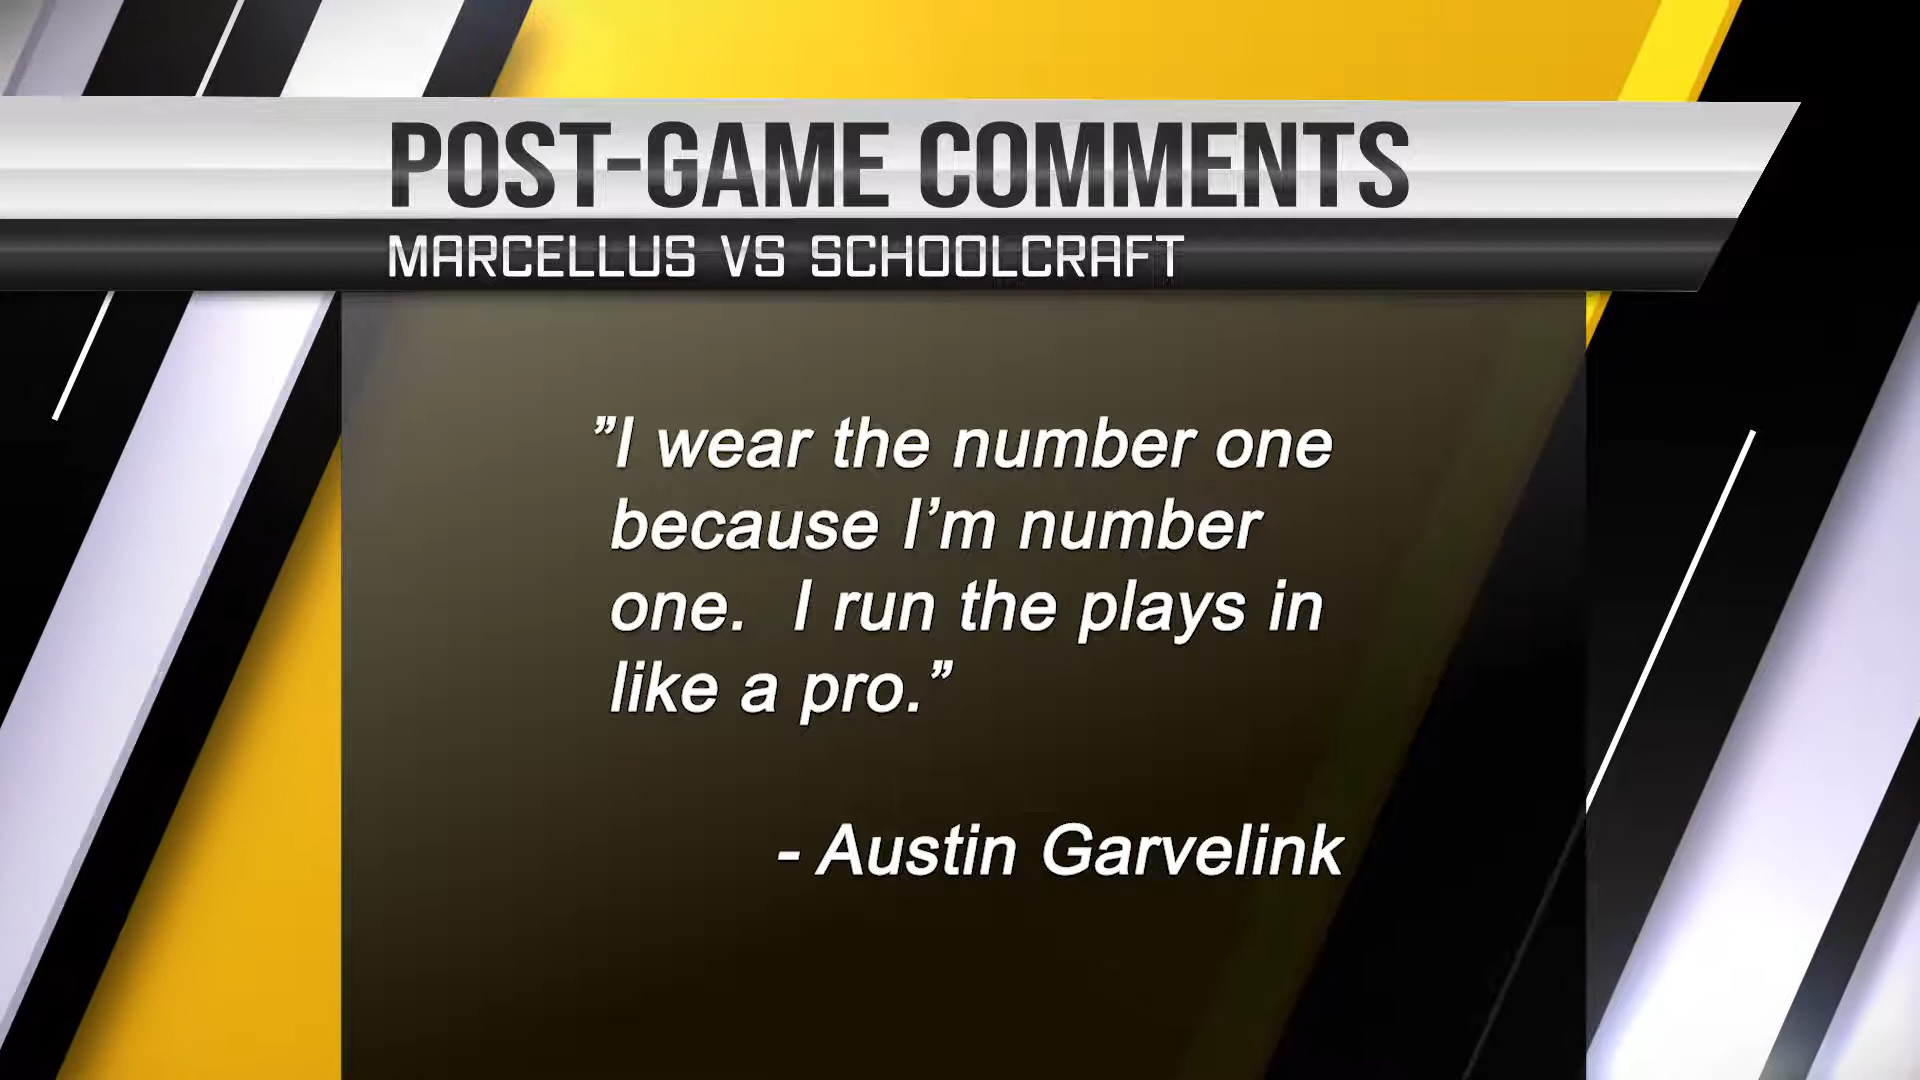 POST-GAME COMMENTS
MARCELLUS VS SCHOOLCRAFT
”I wear the number one
because I’m number
one.  I run the plays in
like a pro.”
- Austin Garvelink